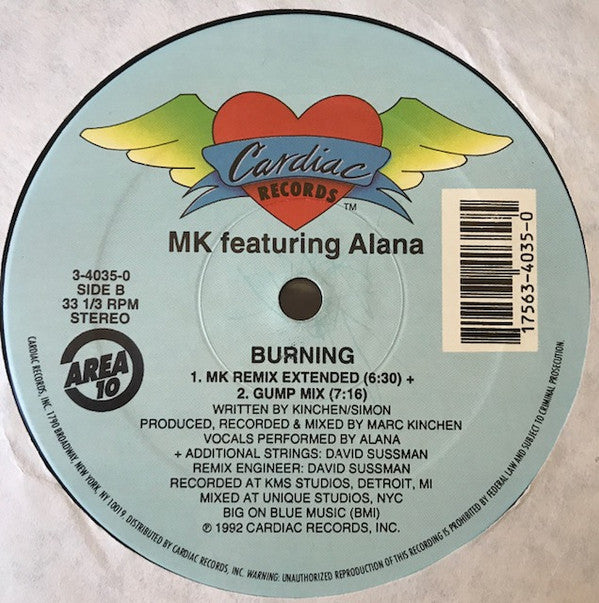 Cardiac
RECORDS
TM
MK featuring Alana
3-4035-0
SIDE B
33 1/3 RPM
STEREO
17563-4035-0
AREA
10
BURNING
1. MK REMIX EXTENDED (6:30) +
2. GUMP MIX (7:16)
WRITTEN BY KINCHEN/SIMON
PRODUCED, RECORDED & MIXED BY MARC KINCHEN
VOCALS PERFORMED BY ALANA
+ ADDITIONAL STRINGS: DAVID SUSSMAN
REMIX ENGINEER: DAVID SUSSMAN
RECORDED AT KMS STUDIOS, DETROIT, MI
MIXED AT UNIQUE STUDIOS, NYC
BIG ON BLUE MUSIC (BMI)
℗ 1992 CARDIAC RECORDS, INC.
CARDIAC RECORDS, INC. 1790 BROADWAY, NEW YORK, NY 10019. DISTRIBUTED BY CARDIAC RECORDS, INC. WARNING: UNAUTHORIZED REPRODUCTION OF THIS RECORDING IS PROHIBITED BY FEDERAL LAW AND SUBJECT TO CRIMINAL PROSECUTION.